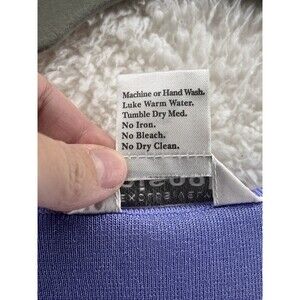 Machine or Hand Wash.
Luke Warm Water.
Tumble Dry Med.
No Iron.
No Bleach.
No Dry Clean.